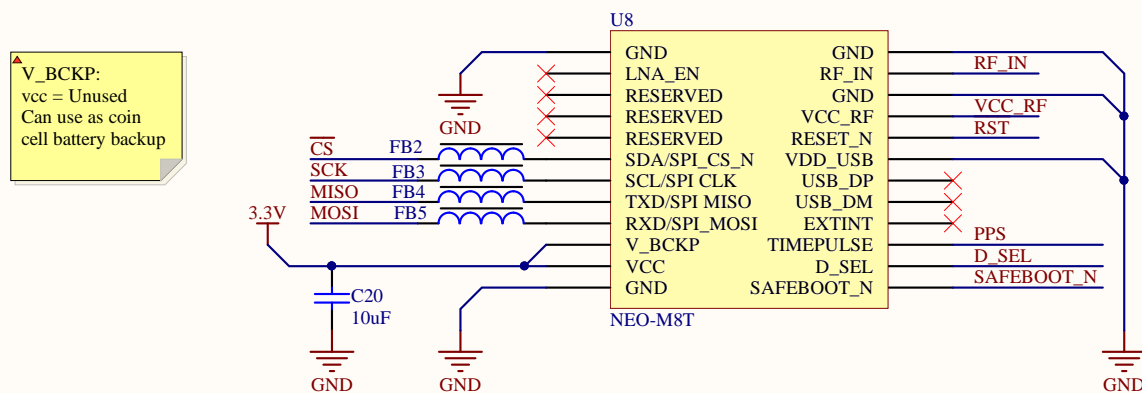 U8
V_BCKP:
vcc = Unused
Can use as coin
cell battery backup
GND
LNA_EN
RESERVED
RESERVED
RESERVED
SDA/SPI_CS_N
SCL/SPI CLK
TXD/SPI MISO
RXD/SPI_MOSI
V_BCKP
VCC
GND
GND
RF_IN
GND
VCC_RF
RESET_N
VDD_USB
USB_DP
USB_DM
EXTINT
TIMEPULSE
D_SEL
SAFEBOOT_N
NEO-M8T
GND
CS
SCK
MISO
MOSI
FB2
FB3
FB4
FB5
3.3V
C20
10uF
GND
GND
RF_IN
VCC_RF
RST
PPS
D_SEL
SAFEBOOT_N
GND